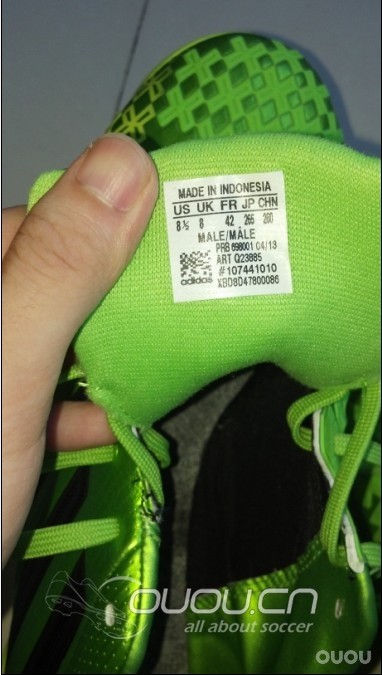 MADE IN INDONESIA
US UK FR JP CHN
8½ 8 42 265 260
MALE/MÂLE
PRB 698001 04/13
ART Q23885
#107441010
adidas XBD8D47800086
OUOU.CN
all about soccer
OUOU